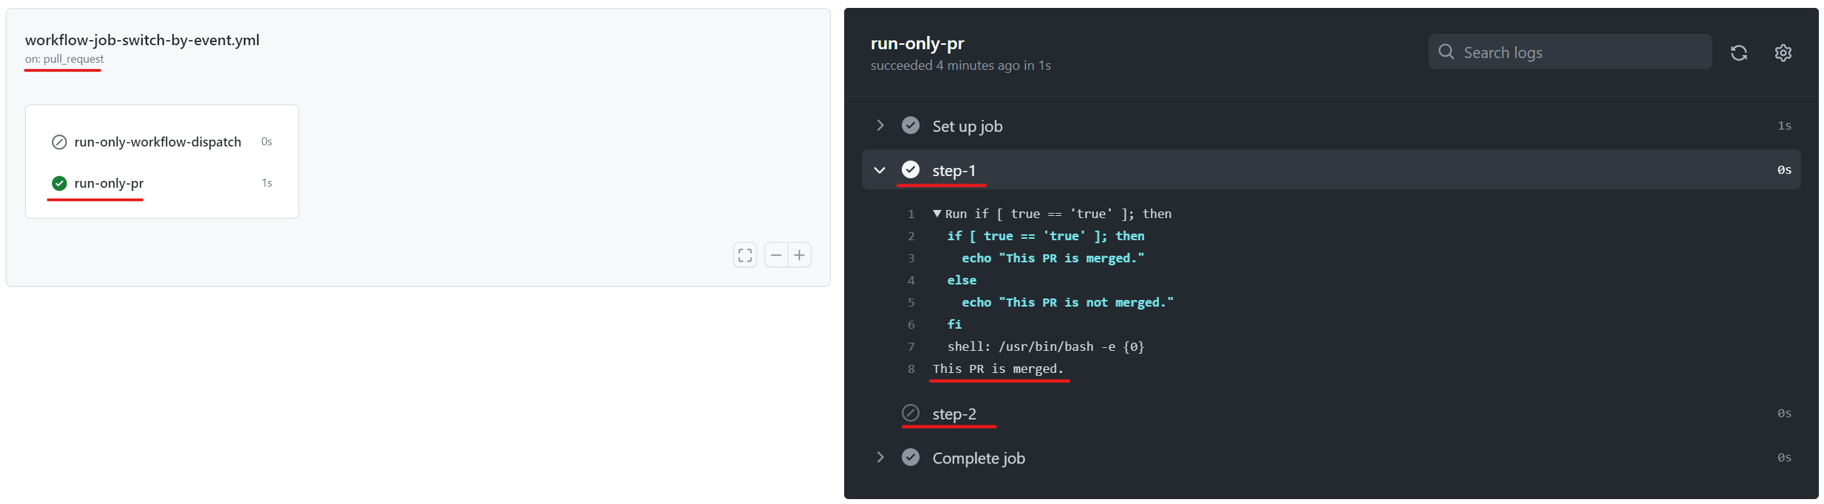 workflow-job-switch-by-event.yml
on: pull_request
run-only-workflow-dispatch 0s
run-only-pr 1s
run-only-pr
succeeded 4 minutes ago in 1s
Search logs
Set up job 1s
step-1 0s
1 ▼ Run if [ true == 'true' ]; then
2 if [ true == 'true' ]; then
3 echo "This PR is merged."
4 else
5 echo "This PR is not merged."
6 fi
7 shell: /usr/bin/bash -e {0}
8 This PR is merged.
step-2 0s
Complete job 0s